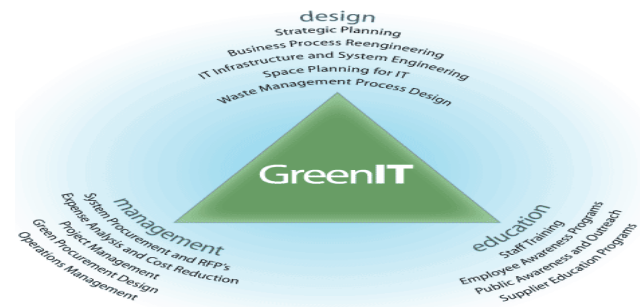 design
Strategic Planning
Business Process Reengineering
IT Infrastructure and System Engineering
Space Planning for IT
Waste Management Process Design
GreenIT
management
System Procurement and RFP's
Expense Analysis and Cost Reduction
Project Management
Green Procurement Design
Operations Management
education
Staff Training
Employee Awareness Programs
Public Awareness and Outreach
Supplier Education Programs